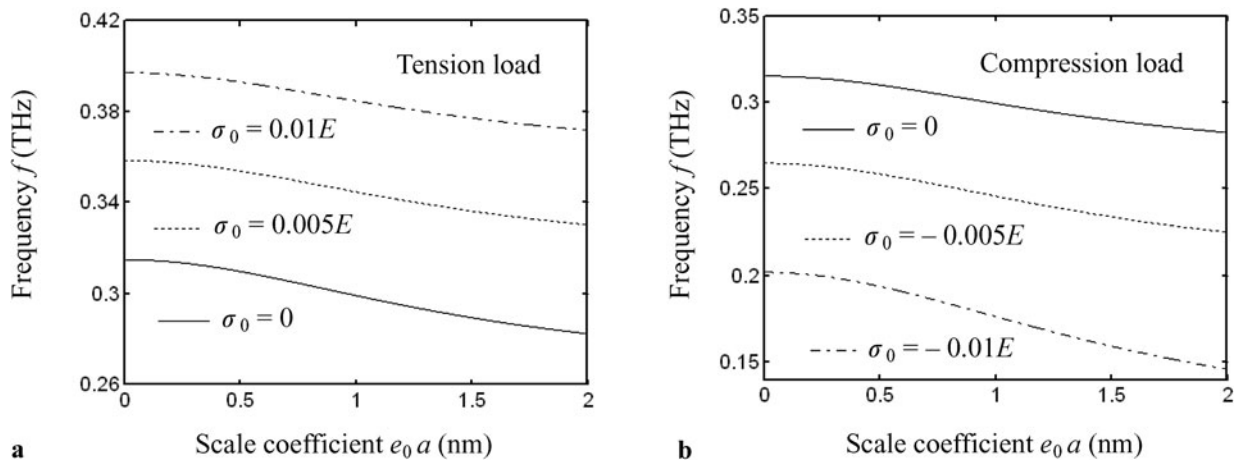 0.42
0.38
0.34
0.3
0.26
Frequency f (THz)
Tension load
σ₀ = 0.01E
σ₀ = 0.005E
σ₀ = 0
0
0.5
1
1.5
2
Scale coefficient e₀ a (nm)
a
0.35
0.3
0.25
0.2
0.15
Frequency f (THz)
Compression load
σ₀ = 0
σ₀ = – 0.005E
σ₀ = – 0.01E
0
0.5
1
1.5
2
Scale coefficient e₀ a (nm)
b